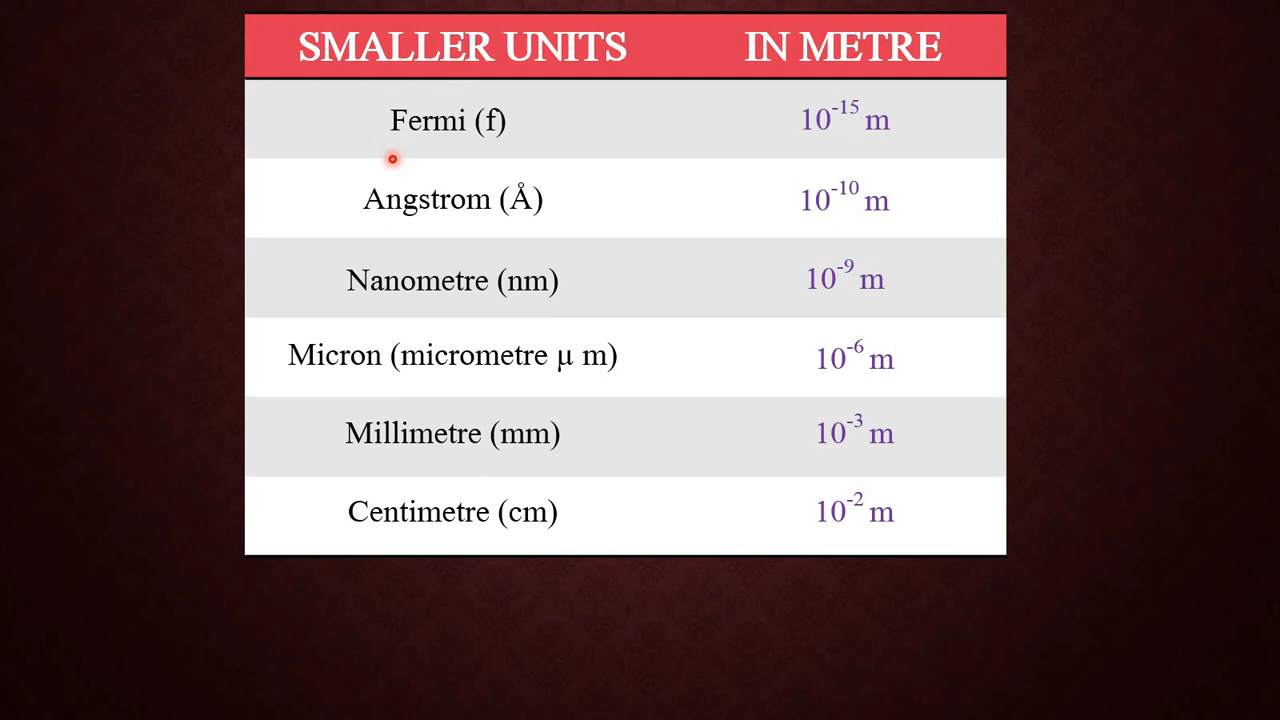 SMALLER UNITS IN METRE
Fermi (f) 10⁻¹⁵ m
Angstrom (Å) 10⁻¹⁰ m
Nanometre (nm) 10⁻⁹ m
Micron (micrometre µ m) 10⁻⁶ m
Millimetre (mm) 10⁻³ m
Centimetre (cm) 10⁻² m